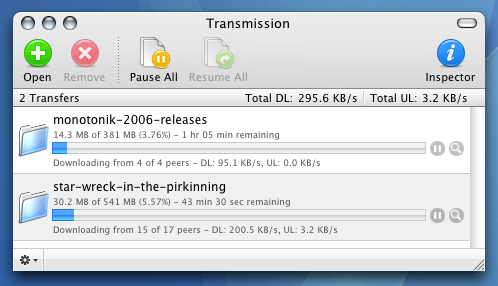 Transmission
Open Remove Pause All Resume All Inspector
2 Transfers Total DL: 295.6 KB/s Total UL: 3.2 KB/s
monotonik-2006-releases
14.3 MB of 381 MB (3.76%) - 1 hr 05 min remaining
Downloading from 4 of 4 peers - DL: 95.1 KB/s, UL: 0.0 KB/s
star-wreck-in-the-pirkinning
30.2 MB of 541 MB (5.57%) - 43 min 30 sec remaining
Downloading from 15 of 17 peers - DL: 200.5 KB/s, UL: 3.2 KB/s